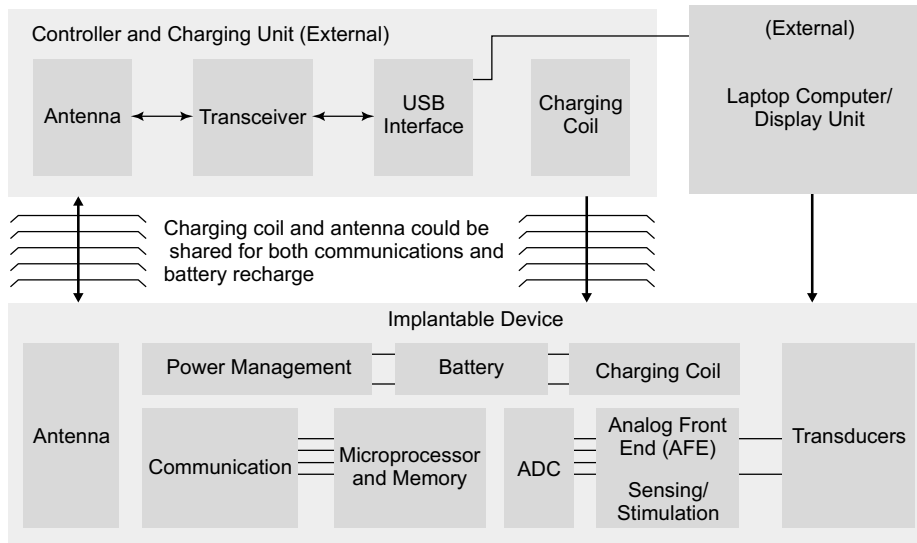 Controller and Charging Unit (External)
Antenna
Transceiver
USB
Interface
Charging
Coil
(External)
Laptop Computer/
Display Unit
Charging coil and antenna could be
shared for both communications and
battery recharge
Implantable Device
Antenna
Power Management
Battery
Charging Coil
Communication
Microprocessor
and Memory
ADC
Analog Front
End (AFE)
Sensing/
Stimulation
Transducers